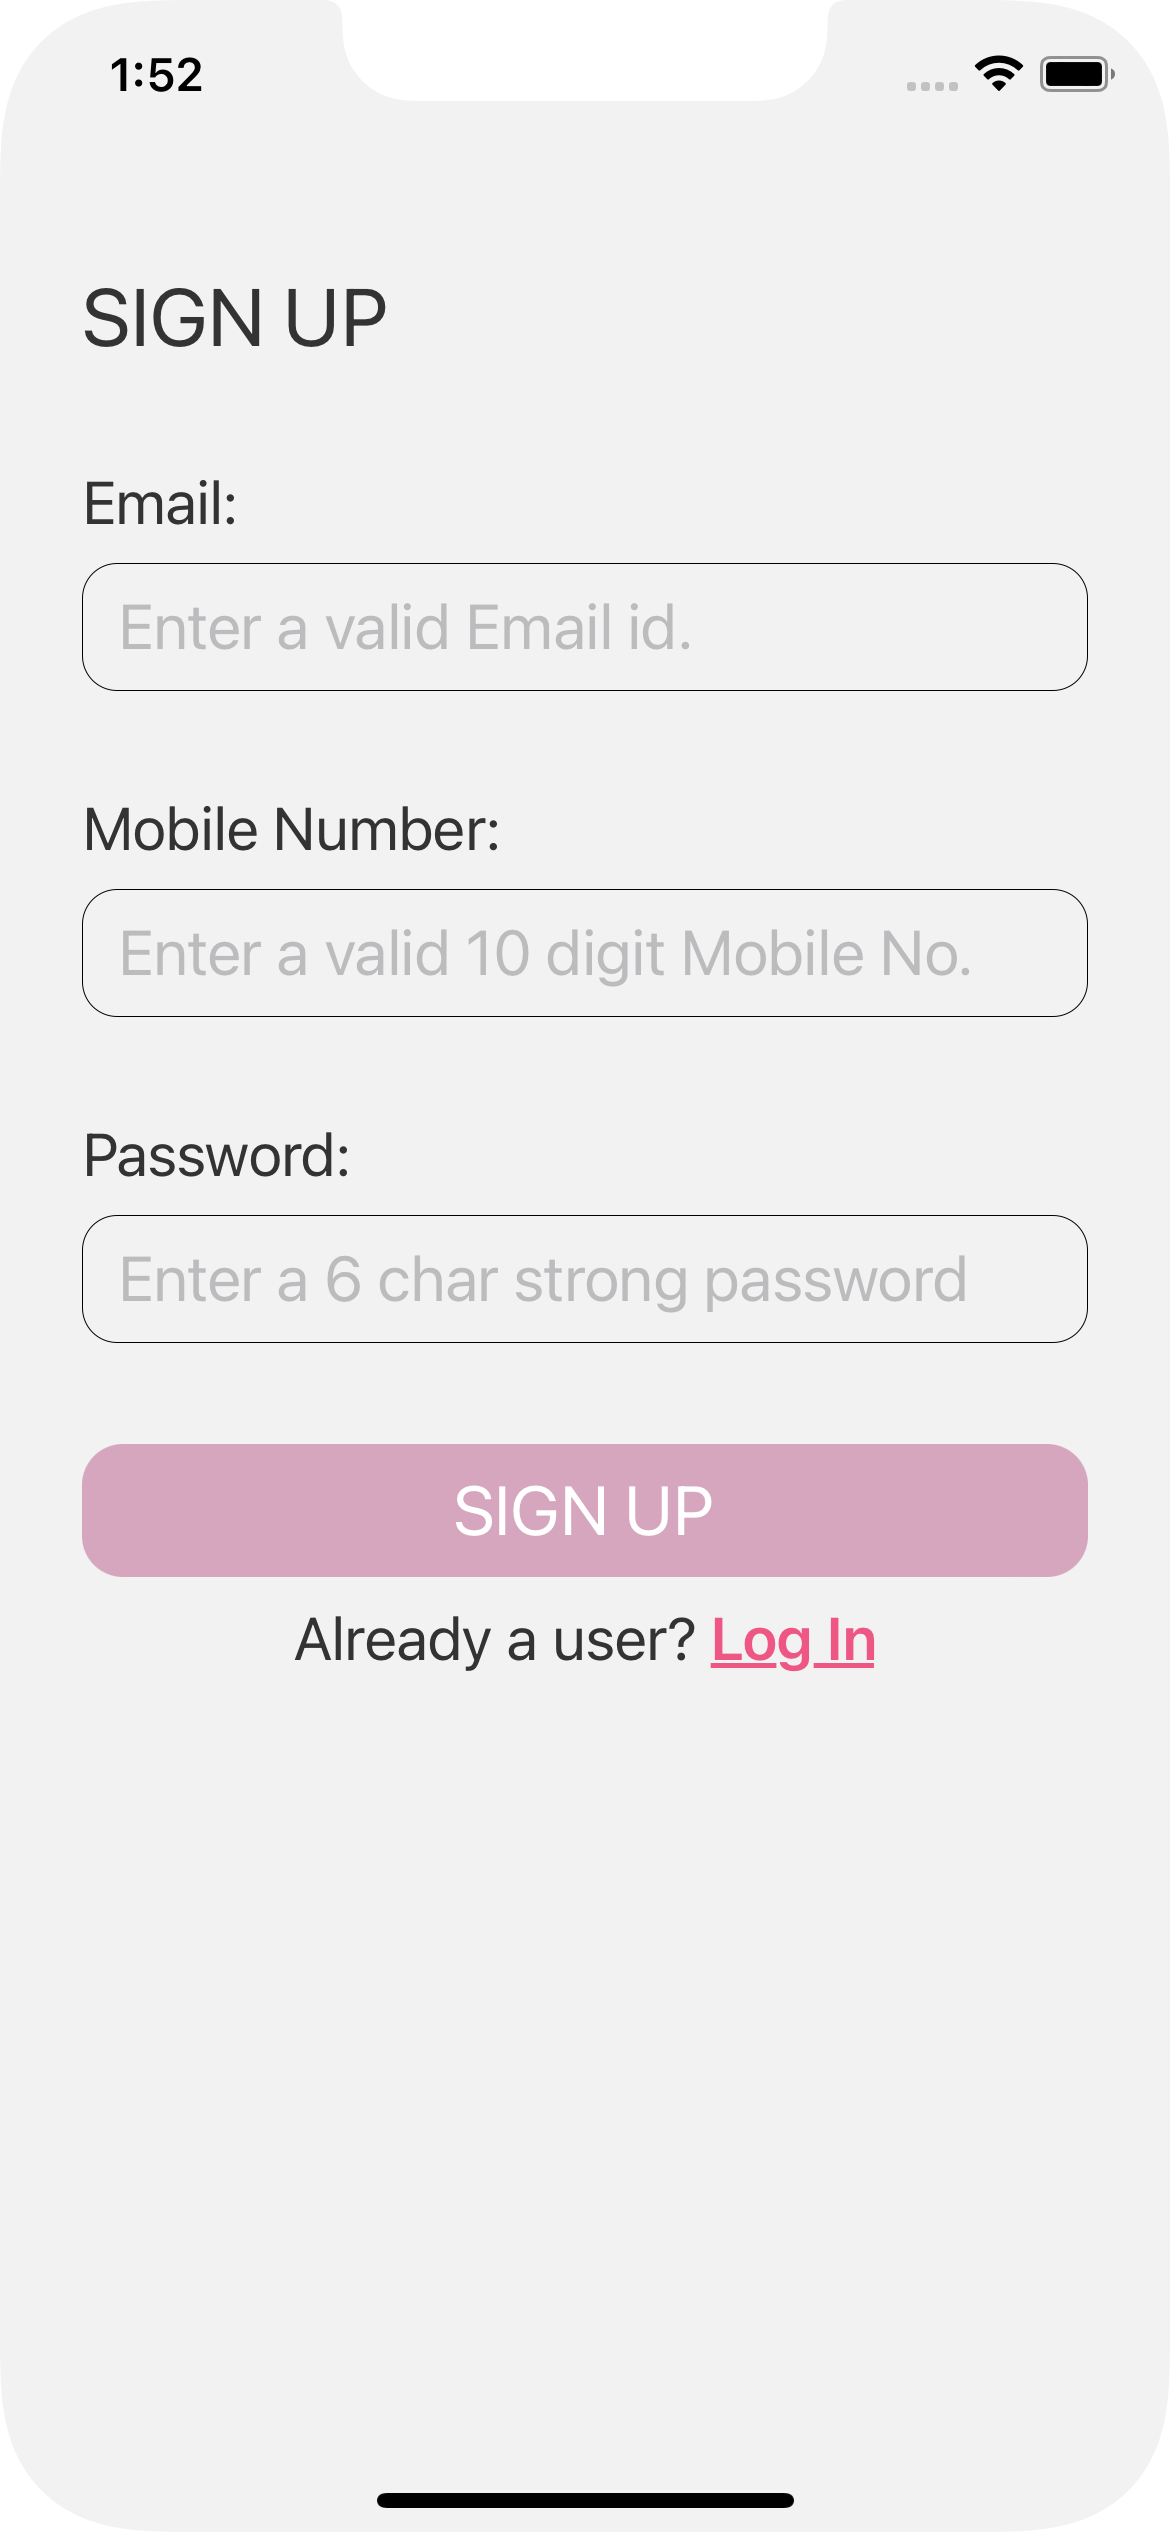 1:52
SIGN UP
Email:
Enter a valid Email id.
Mobile Number:
Enter a valid 10 digit Mobile No.
Password:
Enter a 6 char strong password
SIGN UP
Already a user? Log In